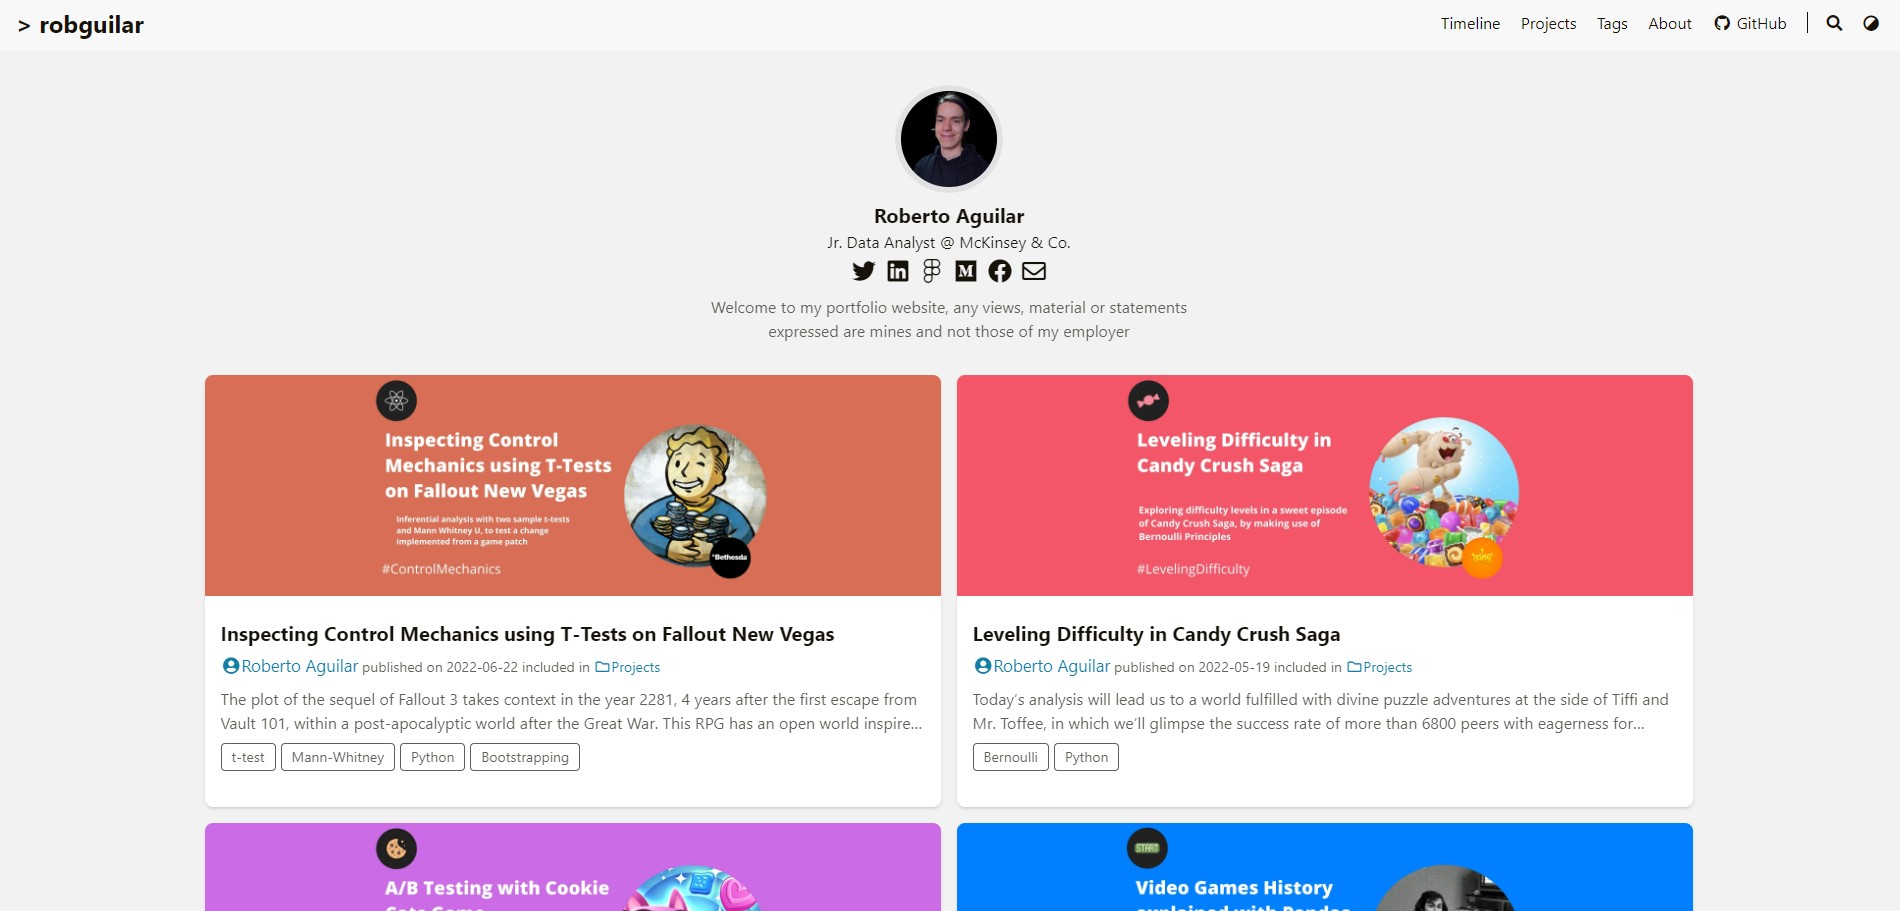 > robguilar
Timeline Projects Tags About GitHub
Roberto Aguilar
Jr. Data Analyst @ McKinsey & Co.
Welcome to my portfolio website, any views, material or statements
expressed are mines and not those of my employer
Inspecting Control
Mechanics using T-Tests
on Fallout New Vegas
Inferential analysis with two sample t-tests
and Mann Whitney U, to test a change
implemented from a game patch
Bethesda
#ControlMechanics
Inspecting Control Mechanics using T-Tests on Fallout New Vegas
Roberto Aguilar published on 2022-06-22 included in Projects
The plot of the sequel of Fallout 3 takes context in the year 2281, 4 years after the first escape from
Vault 101, within a post-apocalyptic world after the Great War. This RPG has an open world inspire...
t-test Mann-Whitney Python Bootstrapping
Leveling Difficulty in
Candy Crush Saga
Exploring difficulty levels in a sweet episode
of Candy Crush Saga, by making use of
Bernoulli Principles
King
#LevelingDifficulty
Leveling Difficulty in Candy Crush Saga
Roberto Aguilar published on 2022-05-19 included in Projects
Today's analysis will lead us to a world fulfilled with divine puzzle adventures at the side of Tiffi and
Mr. Toffee, in which we'll glimpse the success rate of more than 6800 peers with eagerness for...
Bernoulli Python
A/B Testing with Cookie
Cats Game
START
Video Games History
explained with Pandas